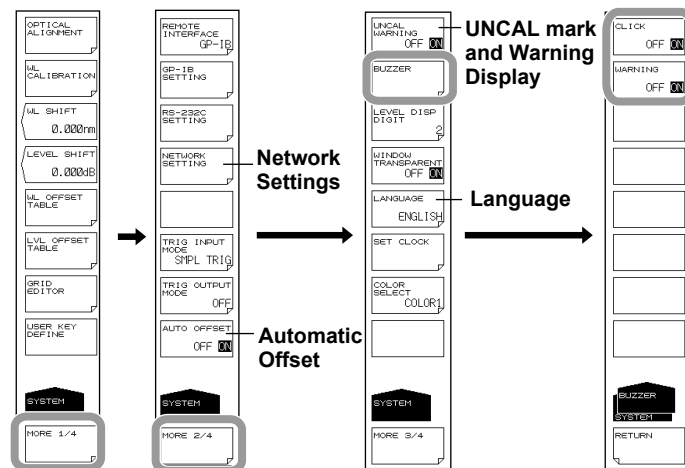 OPTICAL
ALIGNMENT
WL
CALIBRATION
WL SHIFT
0.000nm
LEVEL SHIFT
0.000dB
WL OFFSET
TABLE
LVL OFFSET
TABLE
GRID
EDITOR
USER KEY
DEFINE
SYSTEM
MORE 1/4
REMOTE
INTERFACE
GP-IB
GP-IB
SETTING
RS-232C
SETTING
NETWORK
SETTING
Network
Settings
TRIG INPUT
MODE
SMPL TRIG
TRIG OUTPUT
MODE
OFF
AUTO OFFSET
OFF ON
Automatic
Offset
SYSTEM
MORE 2/4
UNCAL
WARNING
OFF ON
UNCAL mark
and Warning
Display
BUZZER
LEVEL DISP
DIGIT
2
WINDOW
TRANSPARENT
OFF ON
LANGUAGE
ENGLISH
Language
SET CLOCK
COLOR
SELECT
COLOR1
SYSTEM
MORE 3/4
CLICK
OFF ON
WARNING
OFF ON
BUZZER
SYSTEM
RETURN